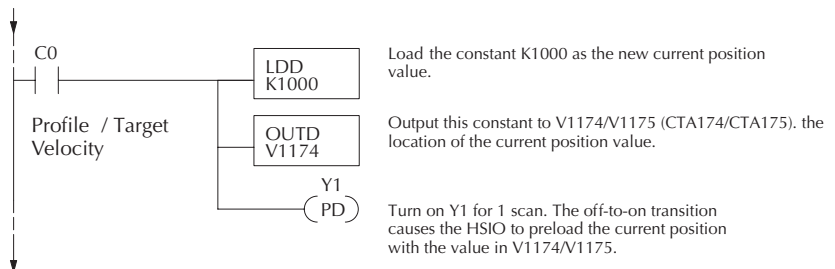 C0
LDD
K1000
Load the constant K1000 as the new current position
value.
Profile / Target
Velocity
OUTD
V1174
Output this constant to V1174/V1175 (CTA174/CTA175). the
location of the current position value.
Y1
PD
Turn on Y1 for 1 scan. The off-to-on transition
causes the HSIO to preload the current position
with the value in V1174/V1175.